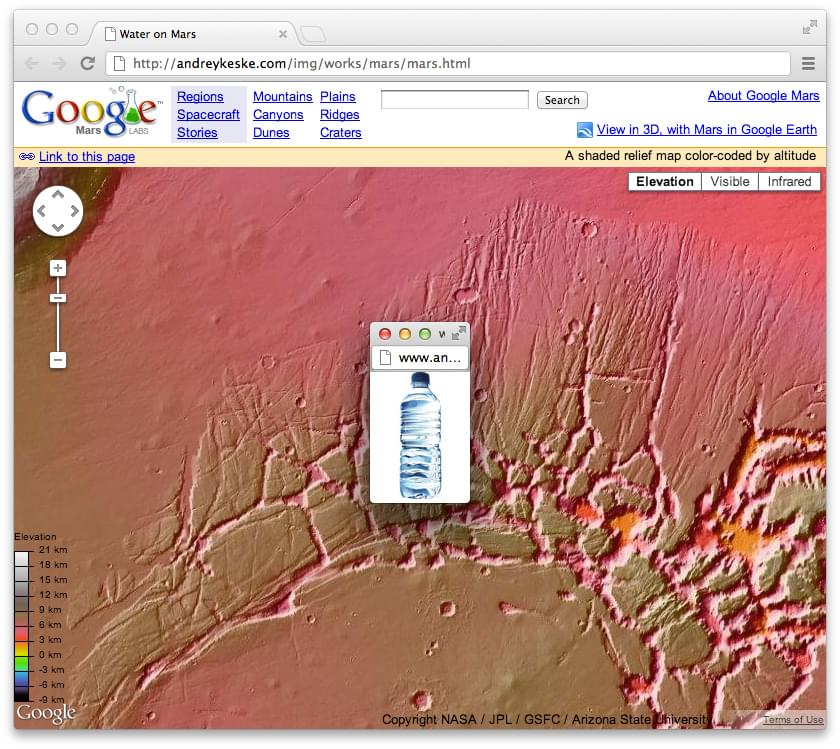 Water on Mars
http://andreykeske.com/img/works/mars/mars.html
Google™
Mars LABS
Regions Mountains Plains
Spacecraft Canyons Ridges
Stories Dunes Craters
Search
About Google Mars
View in 3D, with Mars in Google Earth
Link to this page
A shaded relief map color-coded by altitude
Elevation Visible Infrared
www.an...
Elevation
21 km
18 km
15 km
12 km
9 km
6 km
3 km
0 km
-3 km
-6 km
-9 km
Google
Copyright NASA / JPL / GSFC / Arizona State University,
Terms of Use